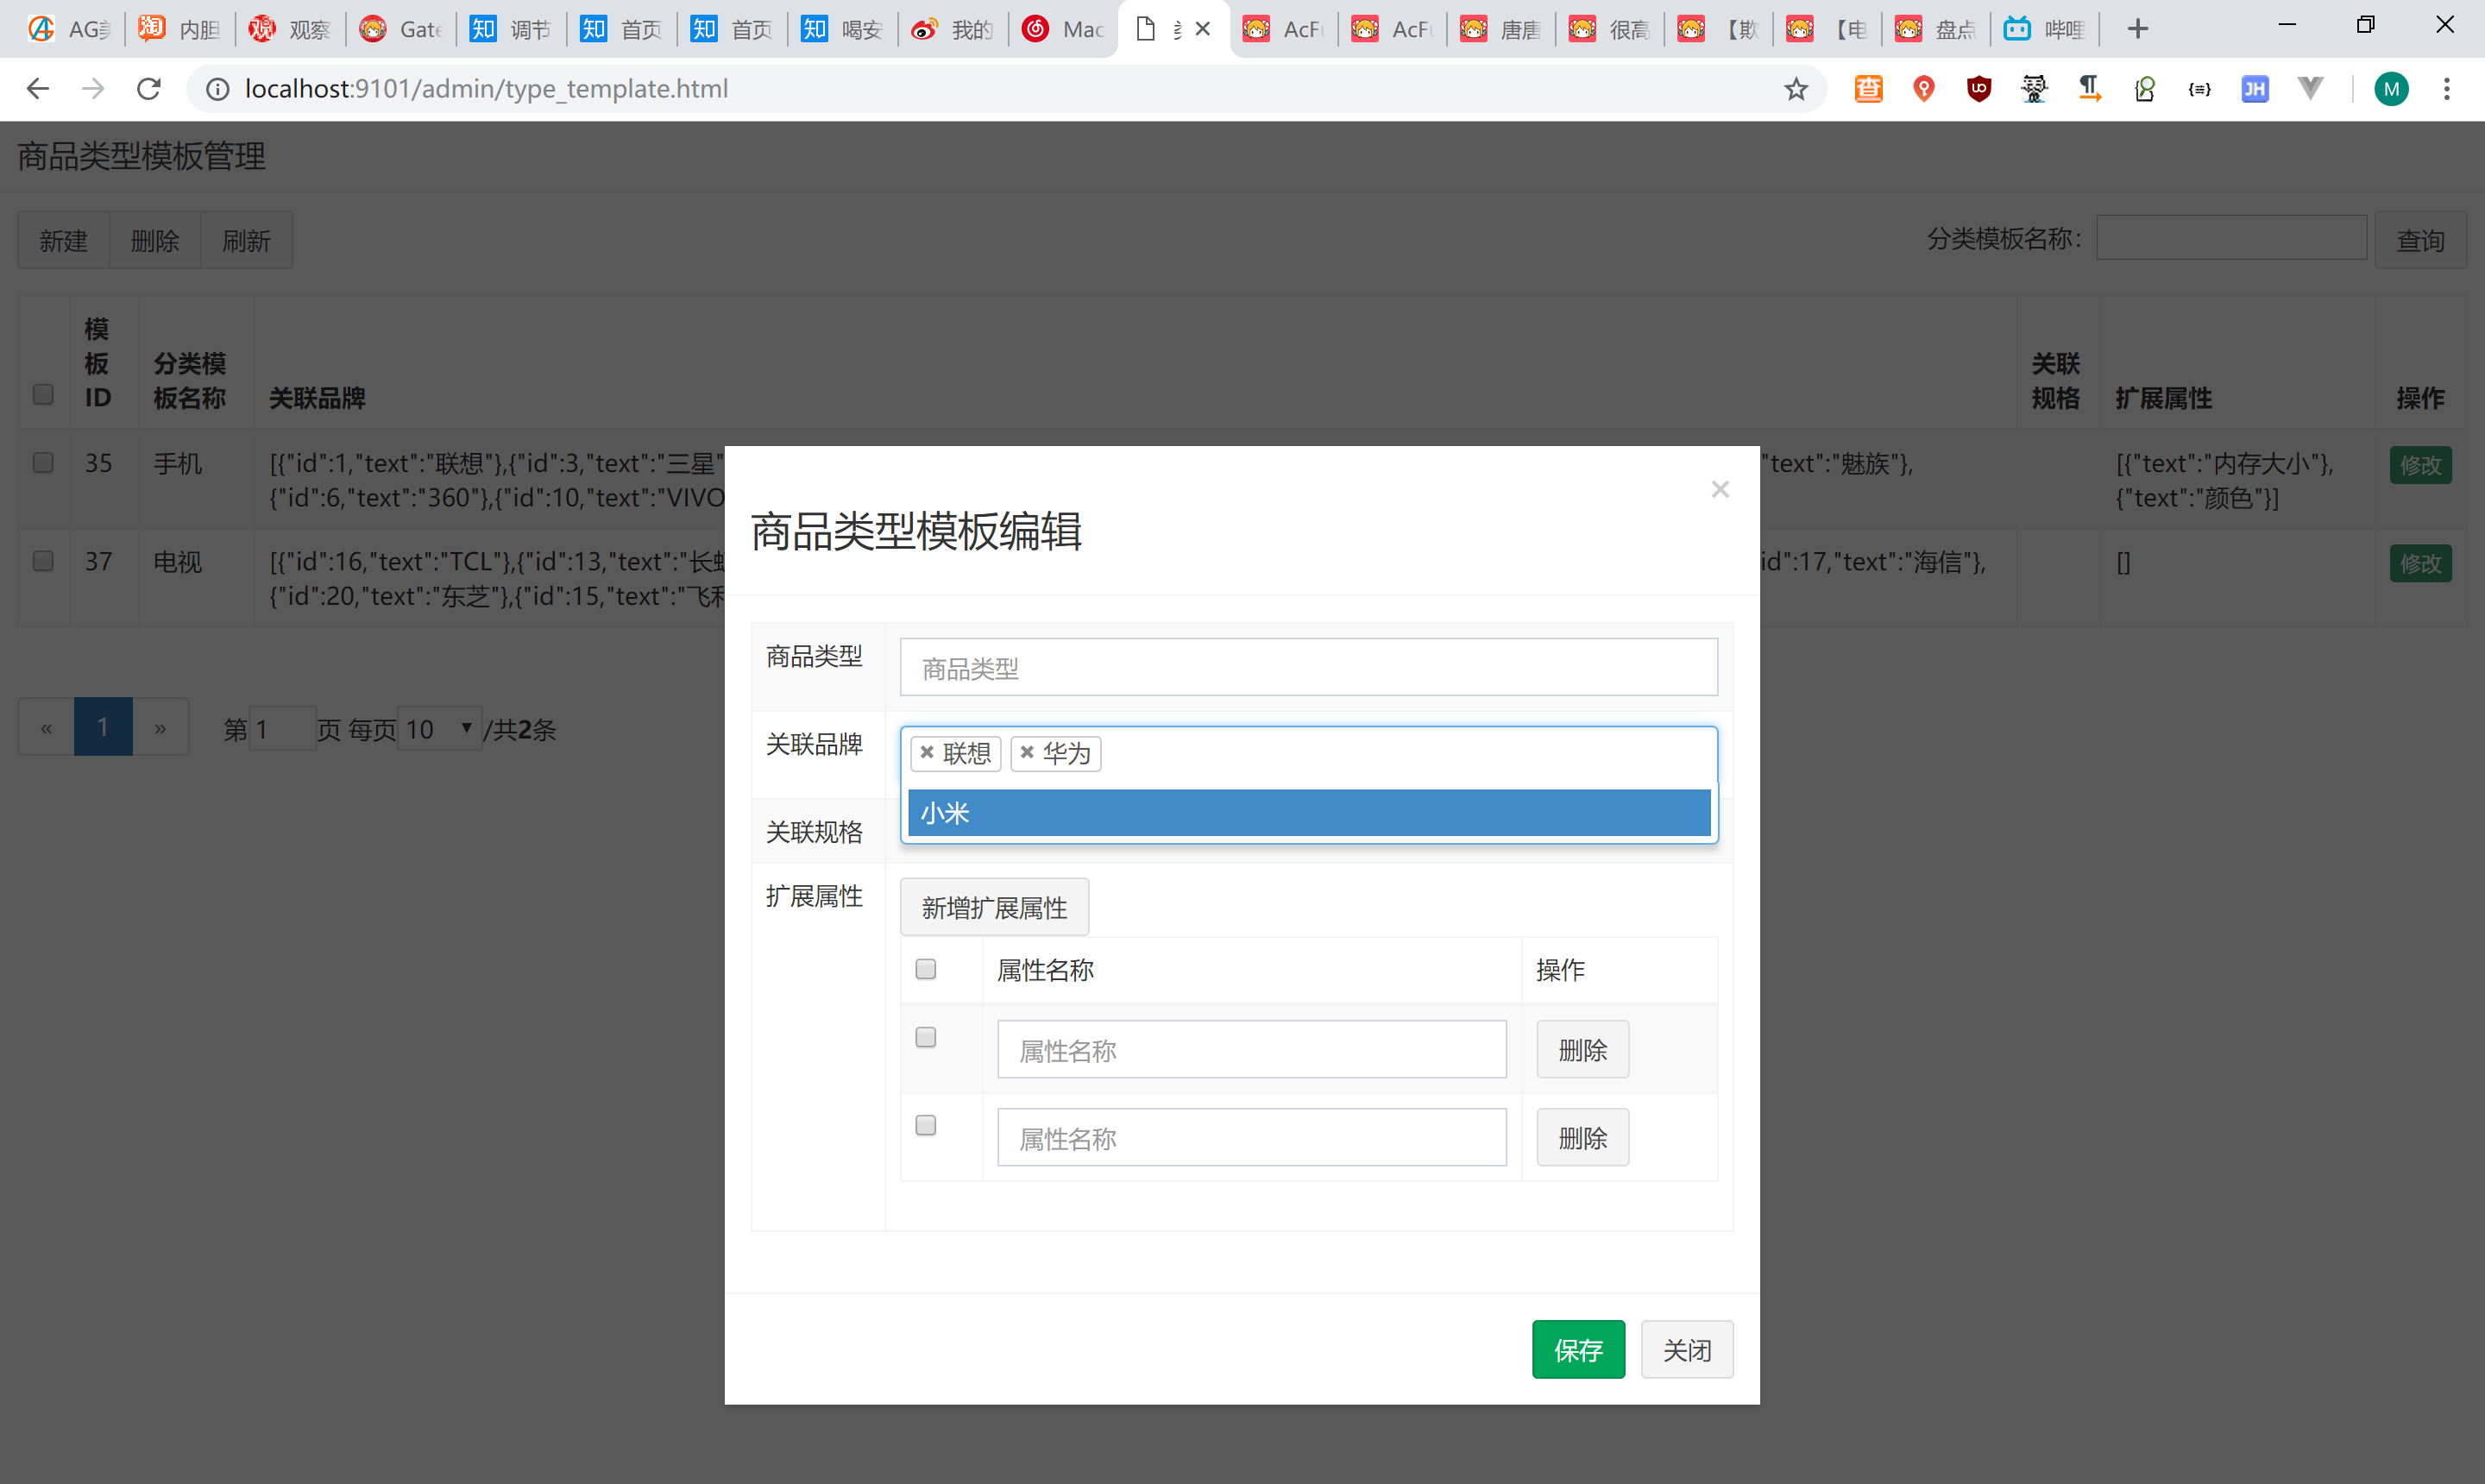 AG 内胆 观察 Gate 调节 首页 首页 喝安 我的 Mac AcFu AcFu 唐唐 很高 【欺 【电 盘点 哔哩
localhost:9101/admin/type_template.html
M
商品类型模板管理
新建 删除 刷新 分类模板名称： 查询
模板ID 分类模板名称 关联品牌 关联规格 扩展属性 操作
35 手机 [{"id":1,"text":"联想"},{"id":3,"text":"三星" "text":"魅族"}, [{"text":"内存大小"}, 修改
{"id":6,"text":"360"},{"id":10,"text":"VIVO {"text":"颜色"}]
37 电视 [{"id":16,"text":"TCL"},{"id":13,"text":"长虹 id":17,"text":"海信"}, [] 修改
{"id":20,"text":"东芝"},{"id":15,"text":"飞利
« 1 » 第 1 页 每页 10 /共2条
×
商品类型模板编辑
商品类型 商品类型
关联品牌 × 联想 × 华为
小米
关联规格
扩展属性 新增扩展属性
属性名称 操作
属性名称 删除
属性名称 删除
保存 关闭